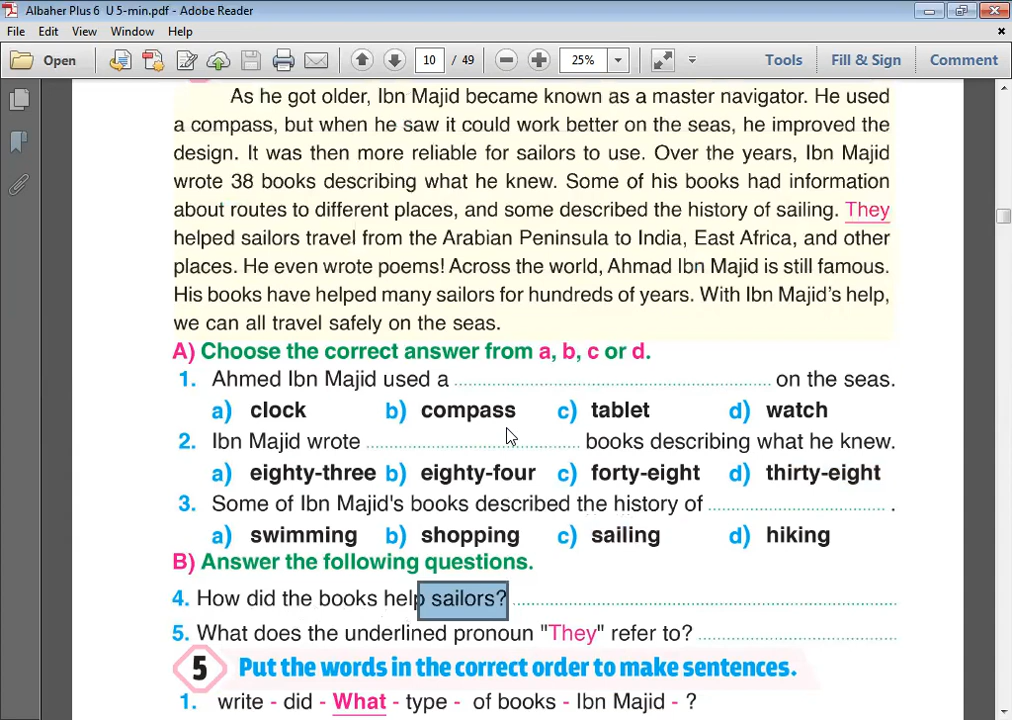 Albaher Plus 6 U 5-min.pdf - Adobe Reader
File Edit View Window Help
Open 10 / 49 25% Tools Fill & Sign Comment
As he got older, Ibn Majid became known as a master navigator. He used
a compass, but when he saw it could work better on the seas, he improved the
design. It was then more reliable for sailors to use. Over the years, Ibn Majid
wrote 38 books describing what he knew. Some of his books had information
about routes to different places, and some described the history of sailing. They
helped sailors travel from the Arabian Peninsula to India, East Africa, and other
places. He even wrote poems! Across the world, Ahmad Ibn Majid is still famous.
His books have helped many sailors for hundreds of years. With Ibn Majid's help,
we can all travel safely on the seas.
A) Choose the correct answer from a, b, c or d.
1. Ahmed Ibn Majid used a ........................ on the seas.
a) clock b) compass c) tablet d) watch
2. Ibn Majid wrote ........................ books describing what he knew.
a) eighty-three b) eighty-four c) forty-eight d) thirty-eight
3. Some of Ibn Majid's books described the history of ........................ .
a) swimming b) shopping c) sailing d) hiking
B) Answer the following questions.
4. How did the books help sailors? ........................
5. What does the underlined pronoun "They" refer to? ........................
5 Put the words in the correct order to make sentences.
1. write - did - What - type - of books - Ibn Majid - ?